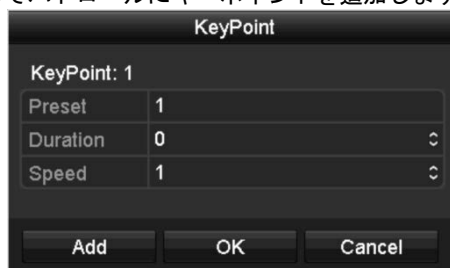 KeyPoint
KeyPoint: 1
Preset 1
Duration 0
Speed 1
Add OK Cancel